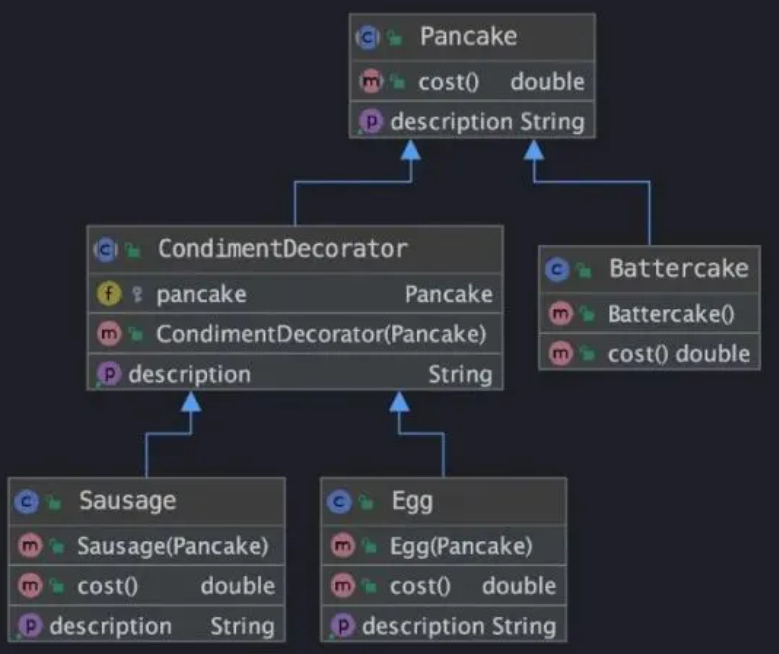 Pancake
cost() double
description String
CondimentDecorator
pancake Pancake
CondimentDecorator(Pancake)
description String
Battercake
Battercake()
cost() double
Sausage
Sausage(Pancake)
cost() double
description String
Egg
Egg(Pancake)
cost() double
description String